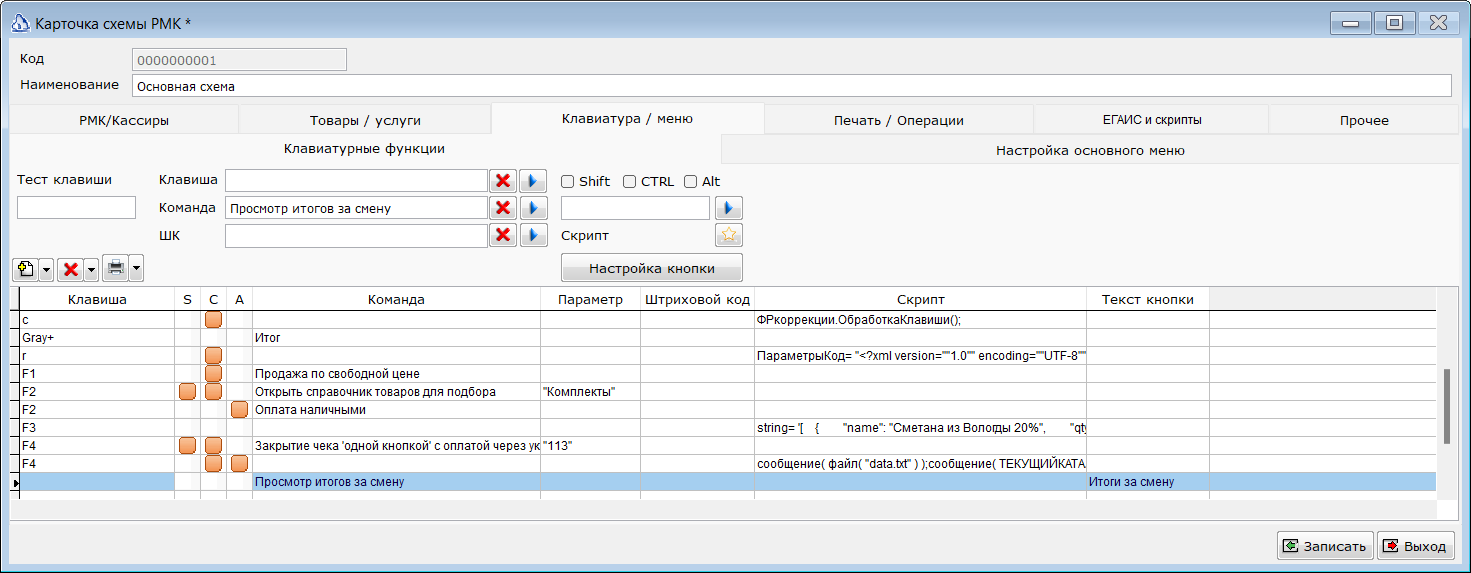 Карточка схемы РМК *
Код 0000000001
Наименование Основная схема
РМК/Кассиры Товары / услуги Клавиатура / меню Печать / Операции ЕГАИС и скрипты Прочее
Клавиатурные функции Настройка основного меню
Тест клавиши Клавиша Shift CTRL Alt
Команда Просмотр итогов за смену
ШК Скрипт
Настройка кнопки
Клавиша S C A Команда Параметр Штриховой код Скрипт Текст кнопки
c ФРкоррекции.ОбработкаКлавиши();
Gray+ Итог
r ПараметрыКод= "<?xml version=""1.0"" encoding=""UTF-8""
F1 Продажа по свободной цене
F2 Открыть справочник товаров для подбора "Комплекты"
F2 Оплата наличными
F3 string= '[ { "name": "Сметана из Вологды 20%", "qty
F4 Закрытие чека 'одной кнопкой' с оплатой через ук "113"
F4 сообщение( файл( "data.txt" ) );сообщение( ТЕКУЩИЙКАТА
Просмотр итогов за смену Итоги за смену
Записать Выход